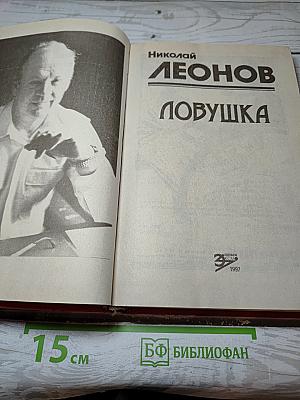 Николай
ЛЕОНОВ
ЛОВУШКА
1997
15 см
БФ БИБЛИОФАН